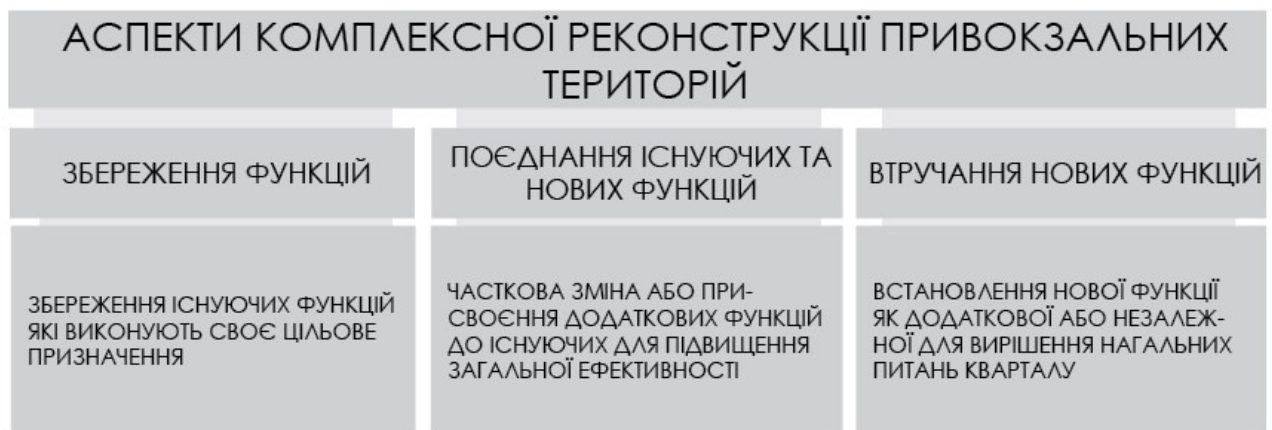 АСПЕКТИ КОМПЛЕКСНОЇ РЕКОНСТРУКЦІЇ ПРИВОКЗАЛЬНИХ
ТЕРИТОРІЙ
ЗБЕРЕЖЕННЯ ФУНКЦІЙ
ПОЄДНАННЯ ІСНУЮЧИХ ТА
НОВИХ ФУНКЦІЙ
ВТРУЧАННЯ НОВИХ ФУНКЦІЙ
ЗБЕРЕЖЕННЯ ІСНУЮЧИХ ФУНКЦІЙ
ЯКІ ВИКОНУЮТЬ СВОЄ ЦІЛЬОВЕ
ПРИЗНАЧЕННЯ
ЧАСТКОВА ЗМІНА АБО ПРИ-
СВОЄННЯ ДОДАТКОВИХ ФУНКЦІЙ
ДО ІСНУЮЧИХ ДЛЯ ПІДВИЩЕННЯ
ЗАГАЛЬНОЇ ЕФЕКТИВНОСТІ
ВСТАНОВЛЕННЯ НОВОЇ ФУНКЦІЇ
ЯК ДОДАТКОВОЇ АБО НЕЗАЛЕЖ-
НОЇ ДЛЯ ВИРІШЕННЯ НАГАЛЬНИХ
ПИТАНЬ КВАРТАЛУ